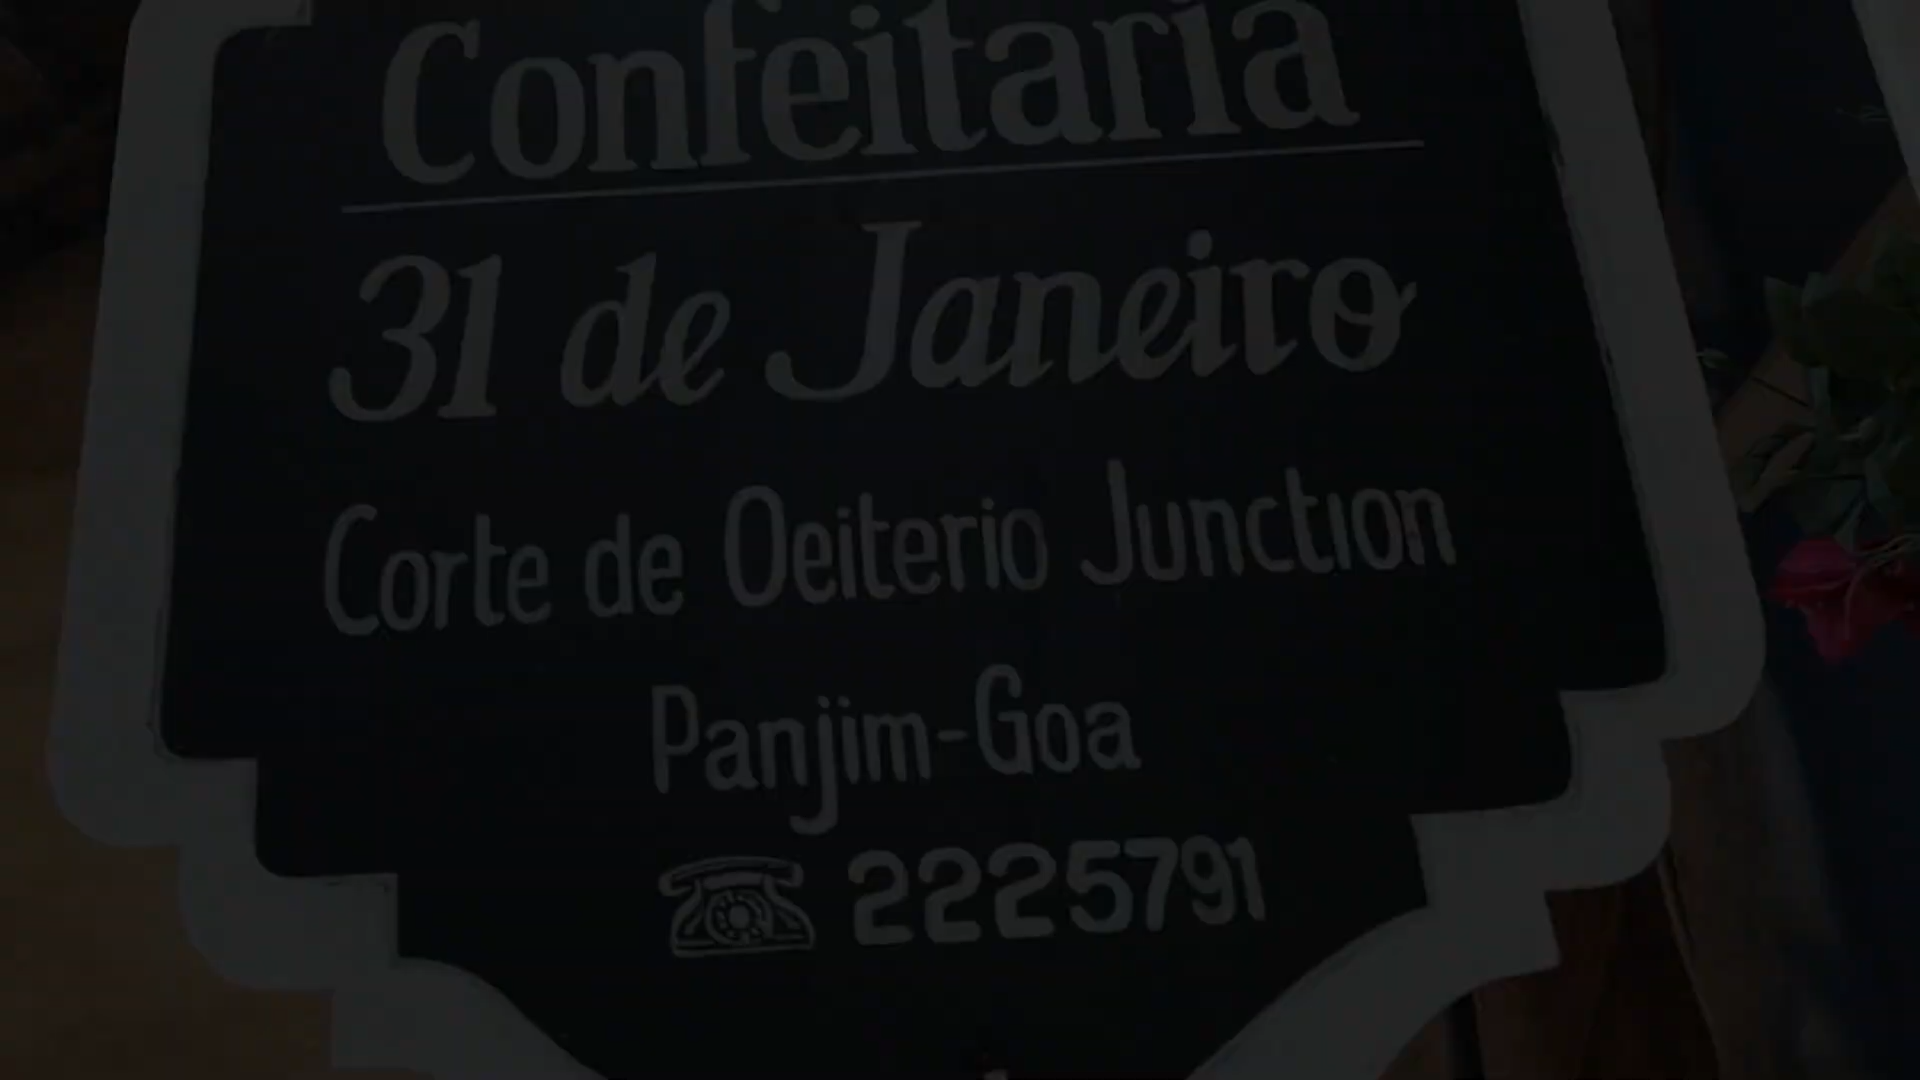 Confeitaria
31 de Janeiro
Corte de Oeiterio Junction
Panjim-Goa
2225791